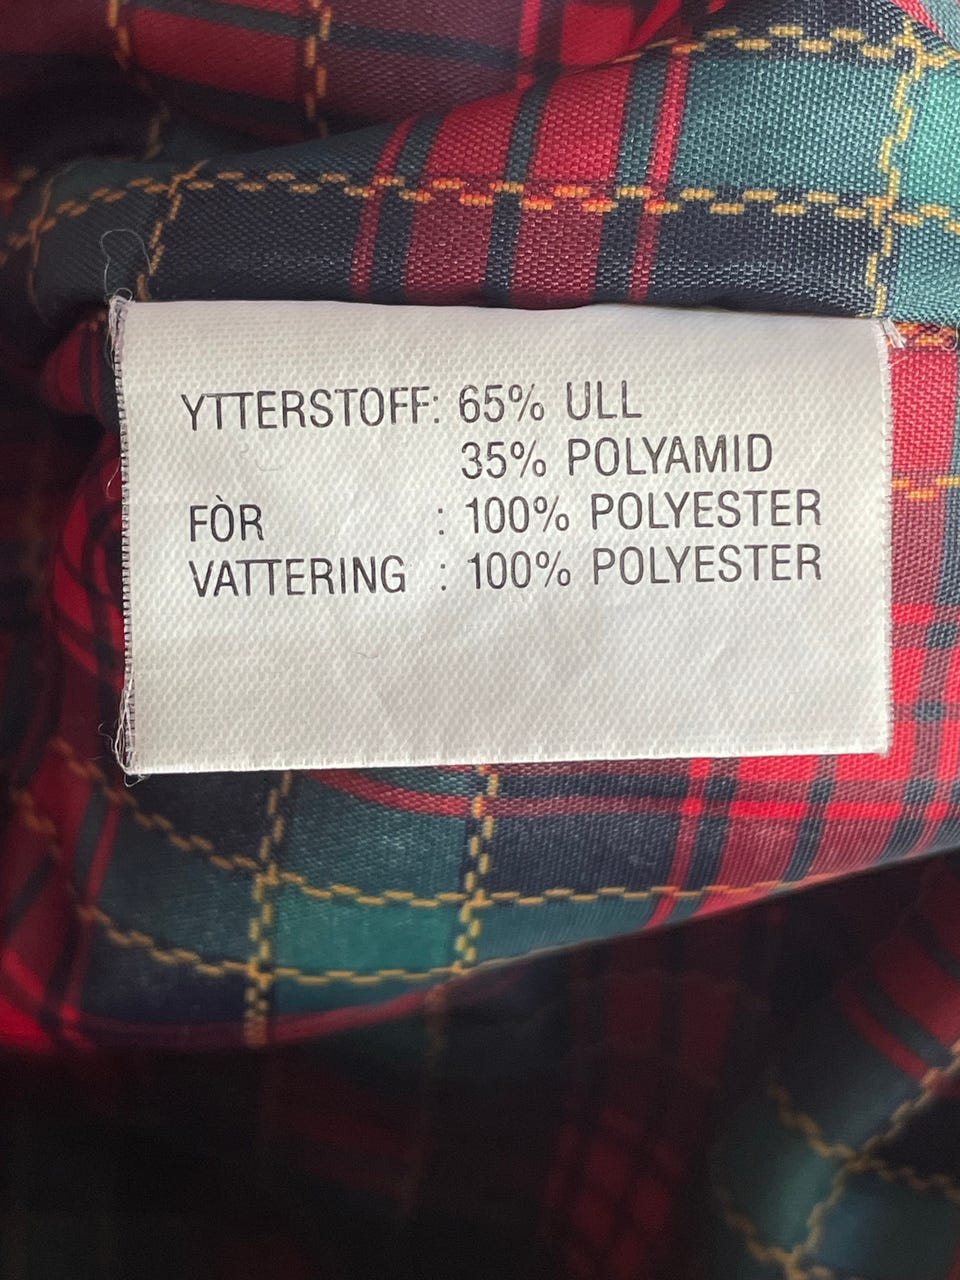 YTTERSTOFF: 65% ULL
35% POLYAMID
FÒR : 100% POLYESTER
VATTERING : 100% POLYESTER